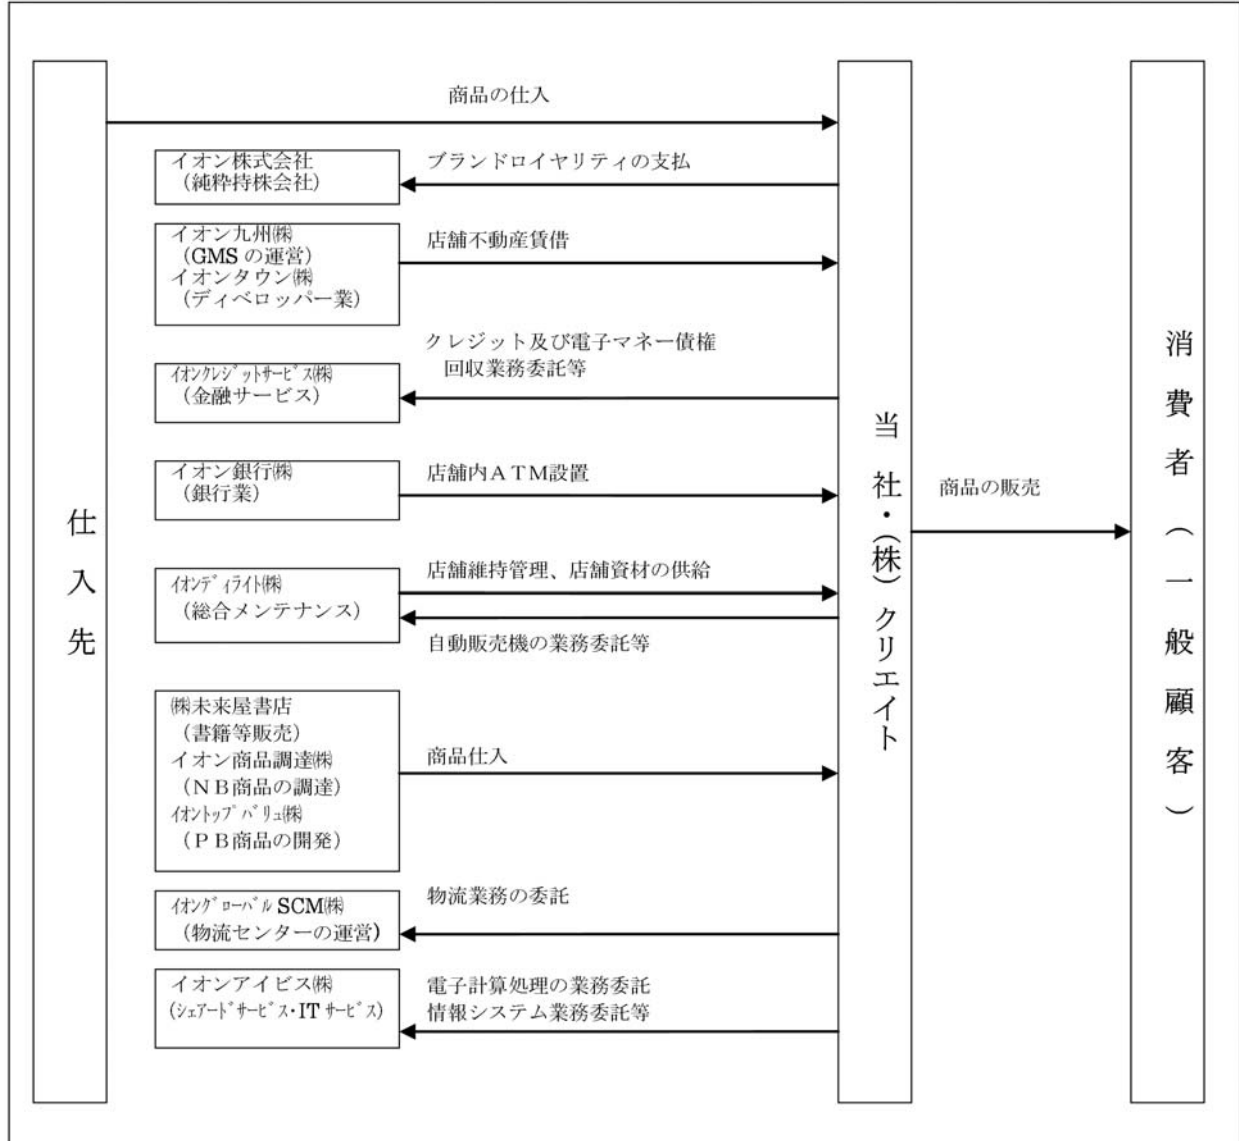 商品の仕入
イオン株式会社
（純粋持株会社）
ブランドロイヤリティの支払
イオン九州㈱
（GMS の運営）
イオンタウン㈱
（ディベロッパー業）
店舗不動産賃借
クレジット及び電子マネー債権
回収業務委託等
ｲｵﾝｸﾚｼﾞｯﾄｻｰﾋﾞｽ㈱
（金融サービス）
イオン銀行㈱
（銀行業）
店舗内ＡＴＭ設置
ｲｵﾝﾃﾞｨﾗｲﾄ㈱
（総合メンテナンス）
店舗維持管理、店舗資材の供給
自動販売機の業務委託等
㈱未来屋書店
（書籍等販売）
イオン商品調達㈱
（ＮＢ商品の調達）
ｲｵﾝﾄｯﾌﾟﾊﾞﾘｭ㈱
（ＰＢ商品の開発）
商品仕入
ｲｵﾝｸﾞﾛｰﾊﾞﾙ SCM㈱
（物流センターの運営）
物流業務の委託
イオンアイビス㈱
（ｼｪｱｰﾄﾞｻｰﾋﾞｽ･IT ｻｰﾋﾞｽ）
電子計算処理の業務委託
情報システム業務委託等
仕入先
当社・（株）クリエイト
商品の販売
消費者（一般顧客）